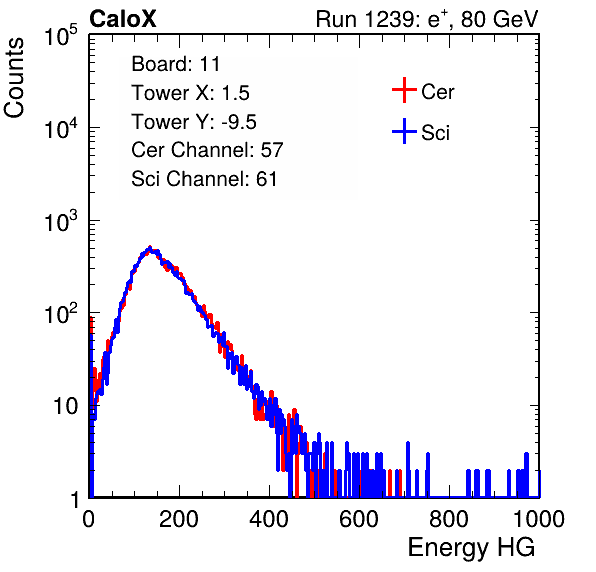 CaloX Run 1239: e⁺, 80 GeV
Counts
Board: 11
Tower X: 1.5
Tower Y: -9.5
Cer Channel: 57
Sci Channel: 61
Cer
Sci
10⁵
10⁴
10³
10²
10
1
0 200 400 600 800 1000
Energy HG